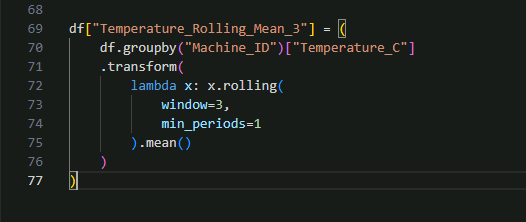 68
69 df["Temperature_Rolling_Mean_3"] = (
70     df.groupby("Machine_ID")["Temperature_C"]
71     .transform(
72         lambda x: x.rolling(
73             window=3,
74             min_periods=1
75         ).mean()
76     )
77 )